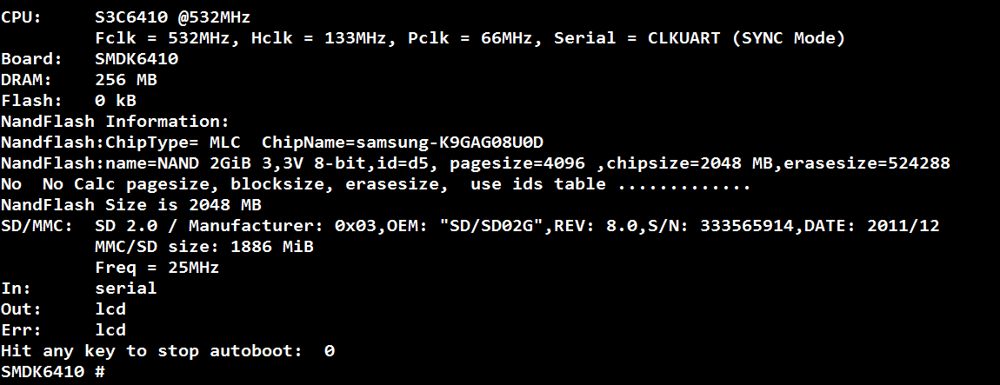 CPU:     S3C6410 @532MHz
         Fclk = 532MHz, Hclk = 133MHz, Pclk = 66MHz, Serial = CLKUART (SYNC Mode)
Board:   SMDK6410
DRAM:    256 MB
Flash:   0 kB
NandFlash Information:
Nandflash:ChipType= MLC  ChipName=samsung-K9GAG08U0D
NandFlash:name=NAND 2GiB 3,3V 8-bit,id=d5, pagesize=4096 ,chipsize=2048 MB,erasesize=524288
No  No Calc pagesize, blocksize, erasesize,  use ids table .............
NandFlash Size is 2048 MB
SD/MMC:  SD 2.0 / Manufacturer: 0x03,OEM: "SD/SD02G",REV: 8.0,S/N: 333565914,DATE: 2011/12
         MMC/SD size: 1886 MiB
         Freq = 25MHz
In:      serial
Out:     lcd
Err:     lcd
Hit any key to stop autoboot:  0
SMDK6410 #